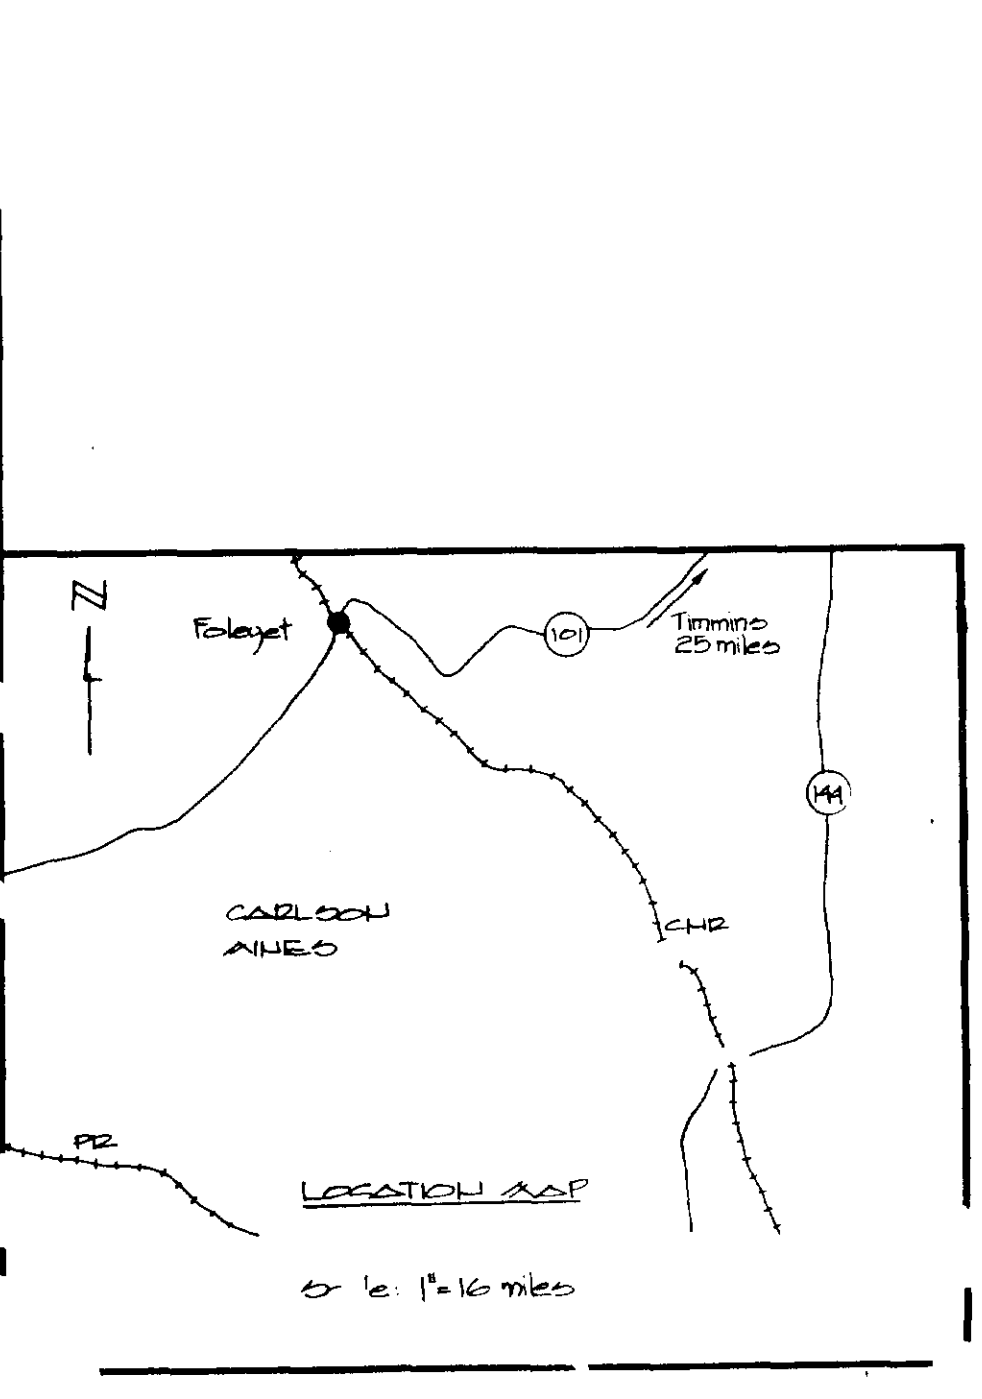 N
Foleyet
101
Timmins
25 miles
144
CARLSON
MINES
CNR
PR
LOCATION MAP
1"=16 miles